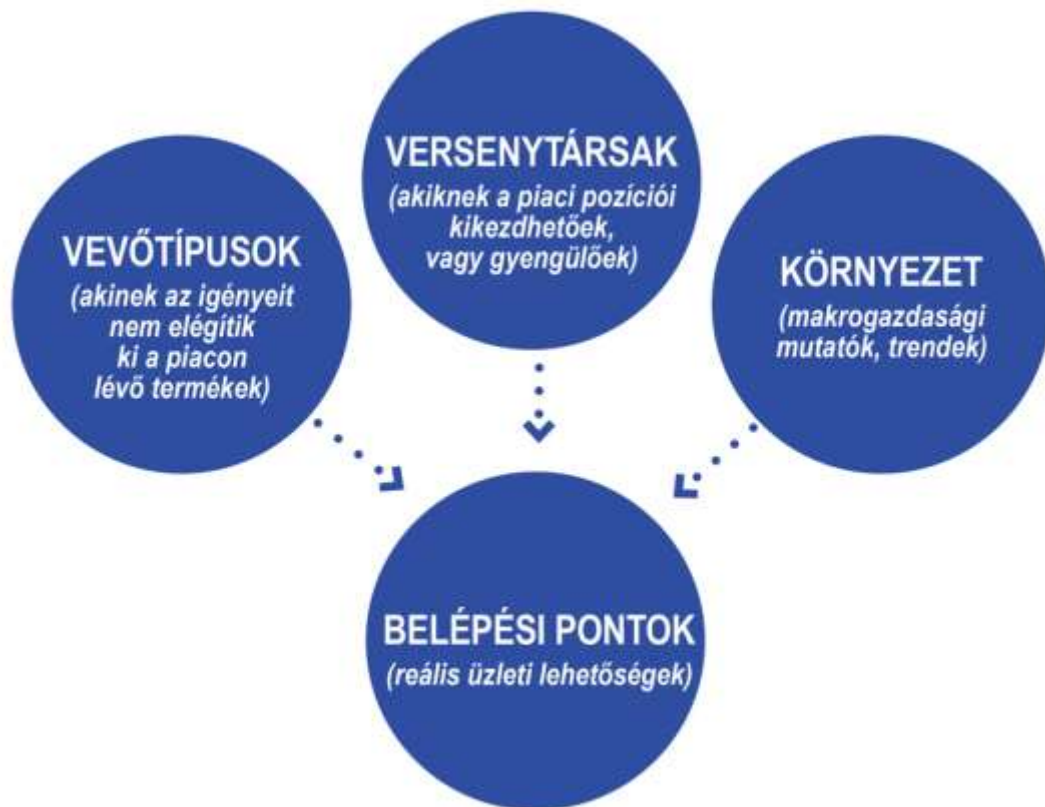 VEVŐTÍPUSOK
(akinek az igényeit
nem elégítik
ki a piacon
lévő termékek)
VERSENYTÁRSAK
(akiknek a piaci pozíciói
kikezdhetőek,
vagy gyengülőek)
KÖRNYEZET
(makrogazdasági
mutatók, trendek)
BELÉPÉSI PONTOK
(reális üzleti lehetőségek)